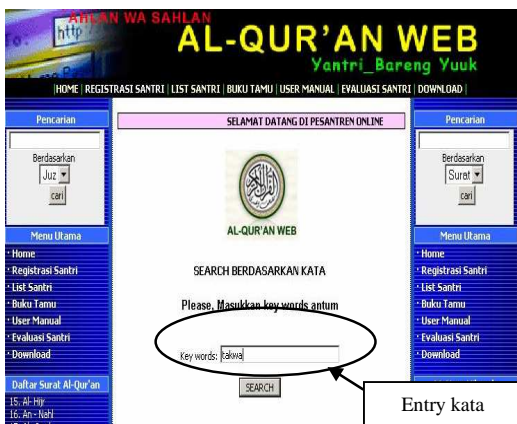 AHLAN WA SAHLAN
http
AL-QUR'AN WEB
Yantri_Bareng Yuuk
|HOME | REGISTRASI SANTRI | LIST SANTRI | BUKU TAMU | USER MANUAL | EVALUASI SANTRI | DOWNLOAD |
Pencarian
Berdasarkan
Juz
cari
Menu Utama
· Home
· Registrasi Santri
· List Santri
· Buku Tamu
· User Manual
· Evaluasi Santri
· Download
Daftar Surat Al-Qur'an
15. Al- Hijr
16. An - Nahl
SELAMAT DATANG DI PESANTREN ONLINE
AL-QUR'AN WEB
SEARCH BERDASARKAN KATA
Please, Masukkan key words antum
Key words: takwa
SEARCH
Pencarian
Berdasarkan
Surat
cari
Menu Utama
· Home
· Registrasi Santri
· List Santri
· Buku Tamu
· User Manual
· Evaluasi Santri
· Download
Entry kata